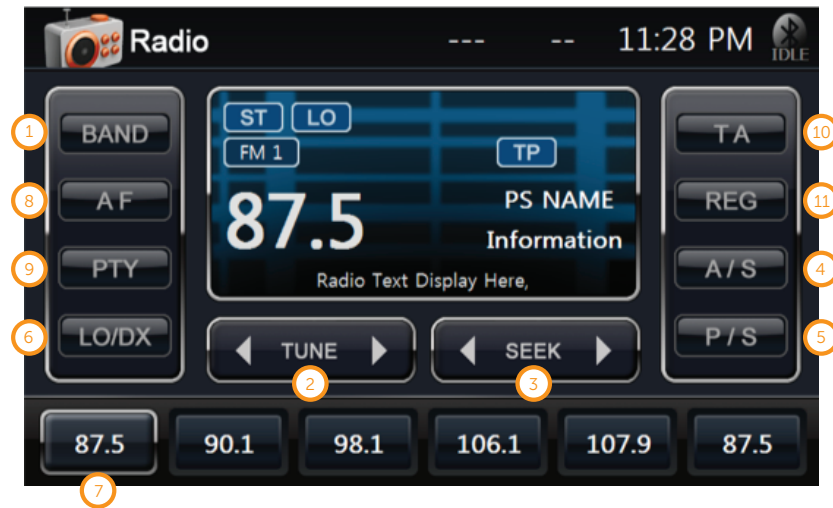 Radio --- -- 11:28 PM IDLE
1 BAND
8 AF
9 PTY
6 LO/DX
ST LO
FM 1 TP
87.5 PS NAME
Information
Radio Text Display Here,
TUNE SEEK
2 3
TA 10
REG 11
A/S 4
P/S 5
87.5 90.1 98.1 106.1 107.9 87.5
7